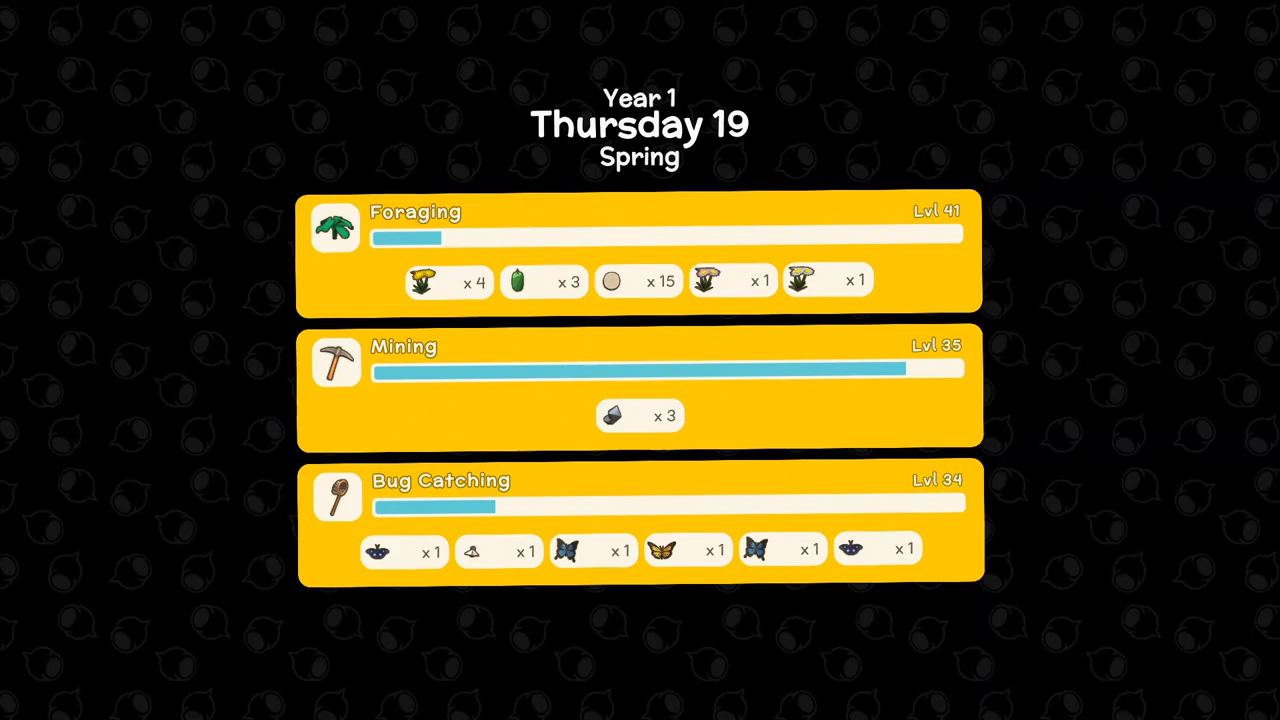 Year 1
Thursday 19
Spring
Foraging Lvl 41
x 4 x 3 x 15 x 1 x 1
Mining Lvl 35
x 3
Bug Catching Lvl 34
x 1 x 1 x 1 x 1 x 1 x 1